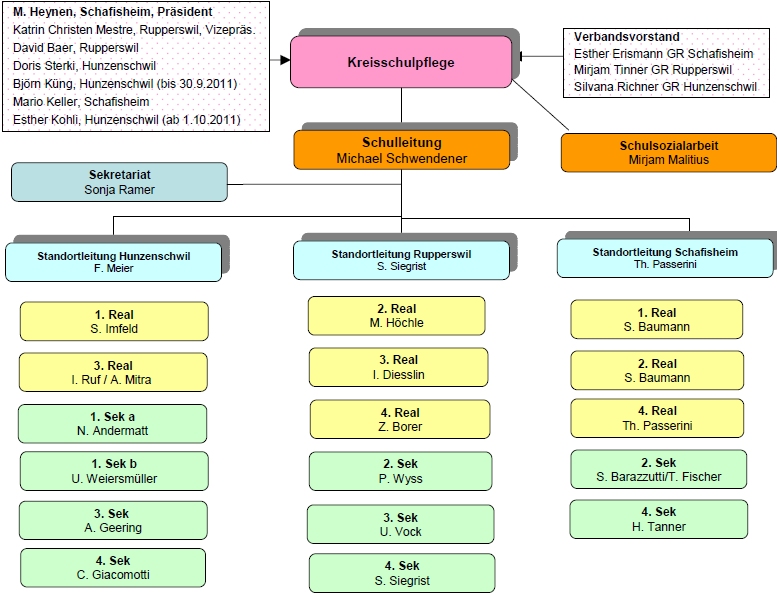 M. Heynen, Schafisheim, Präsident
Katrin Christen Mestre, Rupperswil, Vizepräs.
David Baer, Rupperswil
Doris Sterki, Hunzenschwil
Björn Küng, Hunzenschwil (bis 30.9.2011)
Mario Keller, Schafisheim
Esther Kohli, Hunzenschwil (ab 1.10.2011)
Kreisschulpflege
Verbandsvorstand
Esther Erismann GR Schafisheim
Mirjam Tinner GR Rupperswil
Silvana Richner GR Hunzenschwil
Schulleitung
Michael Schwendener
Schulsozialarbeit
Mirjam Malitius
Sekretariat
Sonja Ramer
Standortleitung Hunzenschwil
F. Meier
1. Real
S. Imfeld
3. Real
I. Ruf / A. Mitra
1. Sek a
N. Andermatt
1. Sek b
U. Weiersmüller
3. Sek
A. Geering
4. Sek
C. Giacomotti
Standortleitung Rupperswil
S. Siegrist
2. Real
M. Höchle
3. Real
I. Diesslin
4. Real
Z. Borer
2. Sek
P. Wyss
3. Sek
U. Vock
4. Sek
S. Siegrist
Standortleitung Schafisheim
Th. Passerini
1. Real
S. Baumann
2. Real
S. Baumann
4. Real
Th. Passerini
2. Sek
S. Barazzutti/T. Fischer
4. Sek
H. Tanner